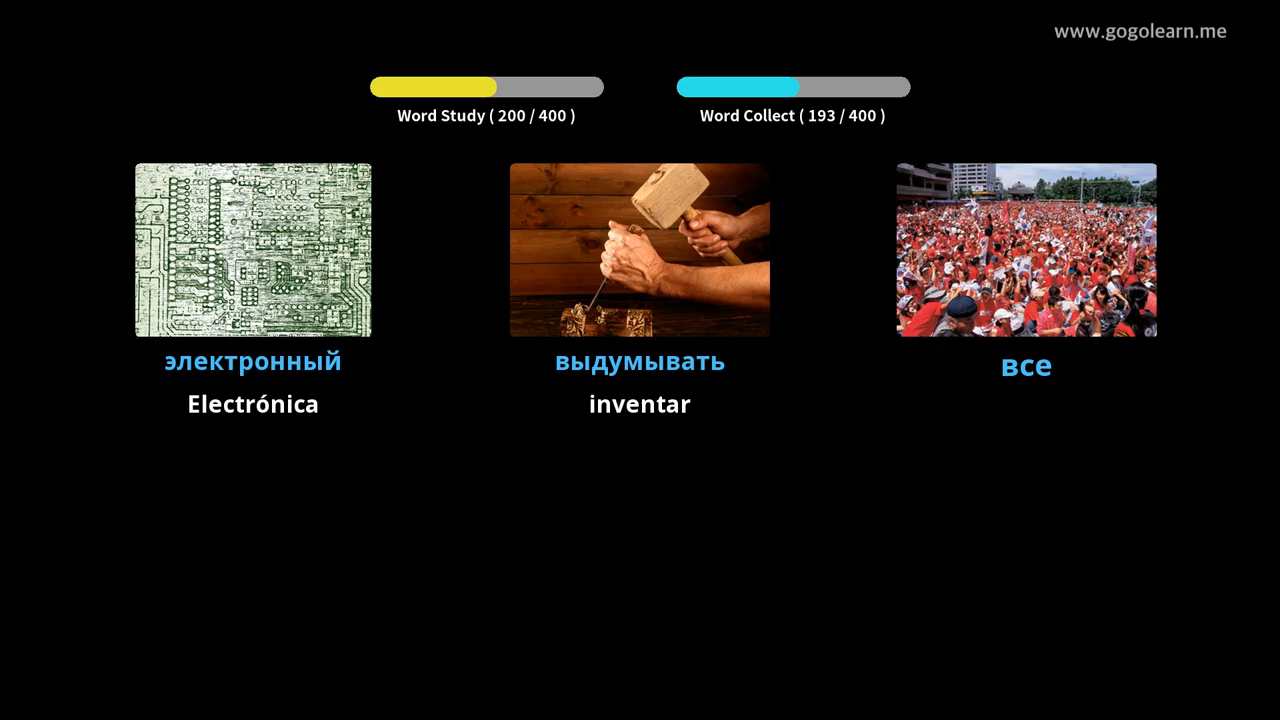 www.gogolearn.me
Word Study ( 200 / 400 )
Word Collect ( 193 / 400 )
электронный
Electrónica
выдумывать
inventar
все